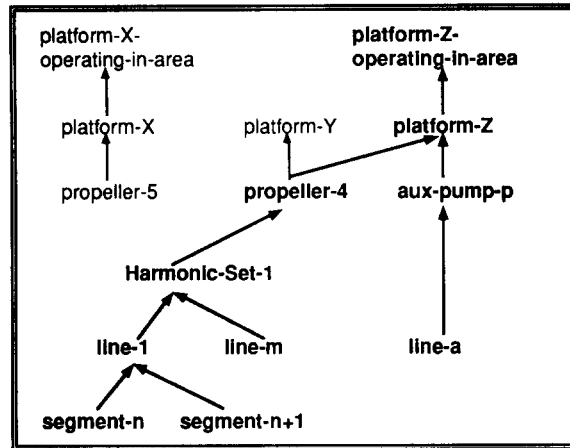 platform-X-
operating-in-area
platform-Z-
operating-in-area
platform-X
platform-Y
platform-Z
propeller-5
propeller-4
aux-pump-p
Harmonic-Set-1
line-1
line-m
line-a
segment-n
segment-n+1